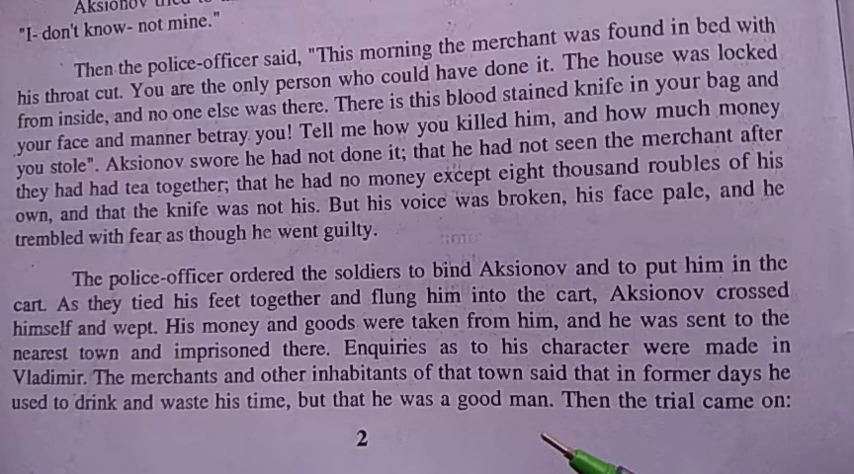 Aksionov
"I- don't know- not mine."
Then the police-officer said, "This morning the merchant was found in bed with
his throat cut. You are the only person who could have done it. The house was locked
from inside, and no one else was there. There is this blood stained knife in your bag and
your face and manner betray you! Tell me how you killed him, and how much money
you stole". Aksionov swore he had not done it; that he had not seen the merchant after
they had had tea together; that he had no money except eight thousand roubles of his
own, and that the knife was not his. But his voice was broken, his face pale, and he
trembled with fear as though he went guilty.
The police-officer ordered the soldiers to bind Aksionov and to put him in the
cart. As they tied his feet together and flung him into the cart, Aksionov crossed
himself and wept. His money and goods were taken from him, and he was sent to the
nearest town and imprisoned there. Enquiries as to his character were made in
Vladimir. The merchants and other inhabitants of that town said that in former days he
used to drink and waste his time, but that he was a good man. Then the trial came on:
2